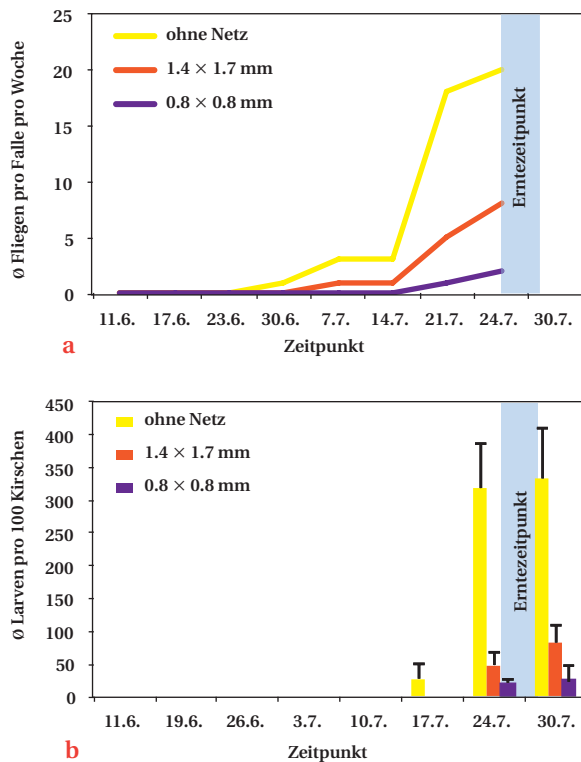 25
20
15
10
5
0
ø Fliegen pro Falle pro Woche
ohne Netz
1.4 × 1.7 mm
0.8 × 0.8 mm
Erntezeitpunkt
11.6. 17.6. 23.6. 30.6. 7.7. 14.7. 21.7. 24.7. 30.7.
Zeitpunkt
a
450
400
350
300
250
200
150
100
50
0
ø Larven pro 100 Kirschen
ohne Netz
1.4 × 1.7 mm
0.8 × 0.8 mm
Erntezeitpunkt
11.6. 19.6. 26.6. 3.7. 10.7. 17.7. 24.7. 30.7.
Zeitpunkt
b